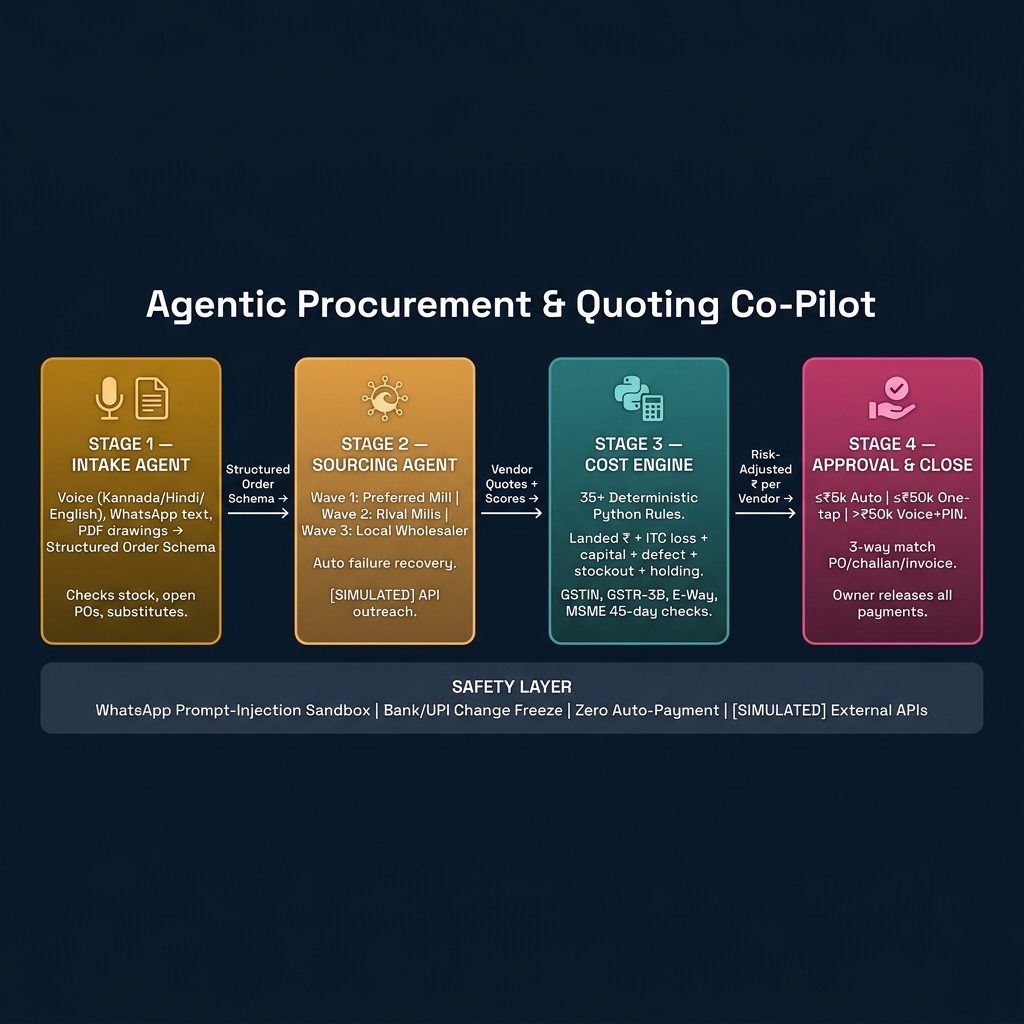 Agentic Procurement & Quoting Co-Pilot
STAGE 1 —
INTAKE AGENT
Voice (Kannada/Hindi/
English), WhatsApp text,
PDF drawings →
Structured Order Schema
Checks stock, open
POs, substitutes.
Structured
Order
Schema →
STAGE 2 —
SOURCING AGENT
Wave 1: Preferred Mill |
Wave 2: Rival Mills |
Wave 3: Local Wholesaler
Auto failure recovery.
[SIMULATED] API
outreach.
Vendor
Quotes +
Scores →
STAGE 3 —
COST ENGINE
35+ Deterministic
Python Rules.
Landed ₹ + ITC loss +
capital + defect +
stockout + holding.
GSTIN, GSTR-3B, E-Way,
MSME 45-day checks.
Risk-
Adjusted
₹ per
Vendor →
STAGE 4 —
APPROVAL & CLOSE
≤₹5k Auto | ≤₹50k One-
tap | >₹50k Voice+PIN.
3-way match
PO/challan/invoice.
Owner releases all
payments.
SAFETY LAYER
WhatsApp Prompt-Injection Sandbox | Bank/UPI Change Freeze | Zero Auto-Payment | [SIMULATED] External APIs